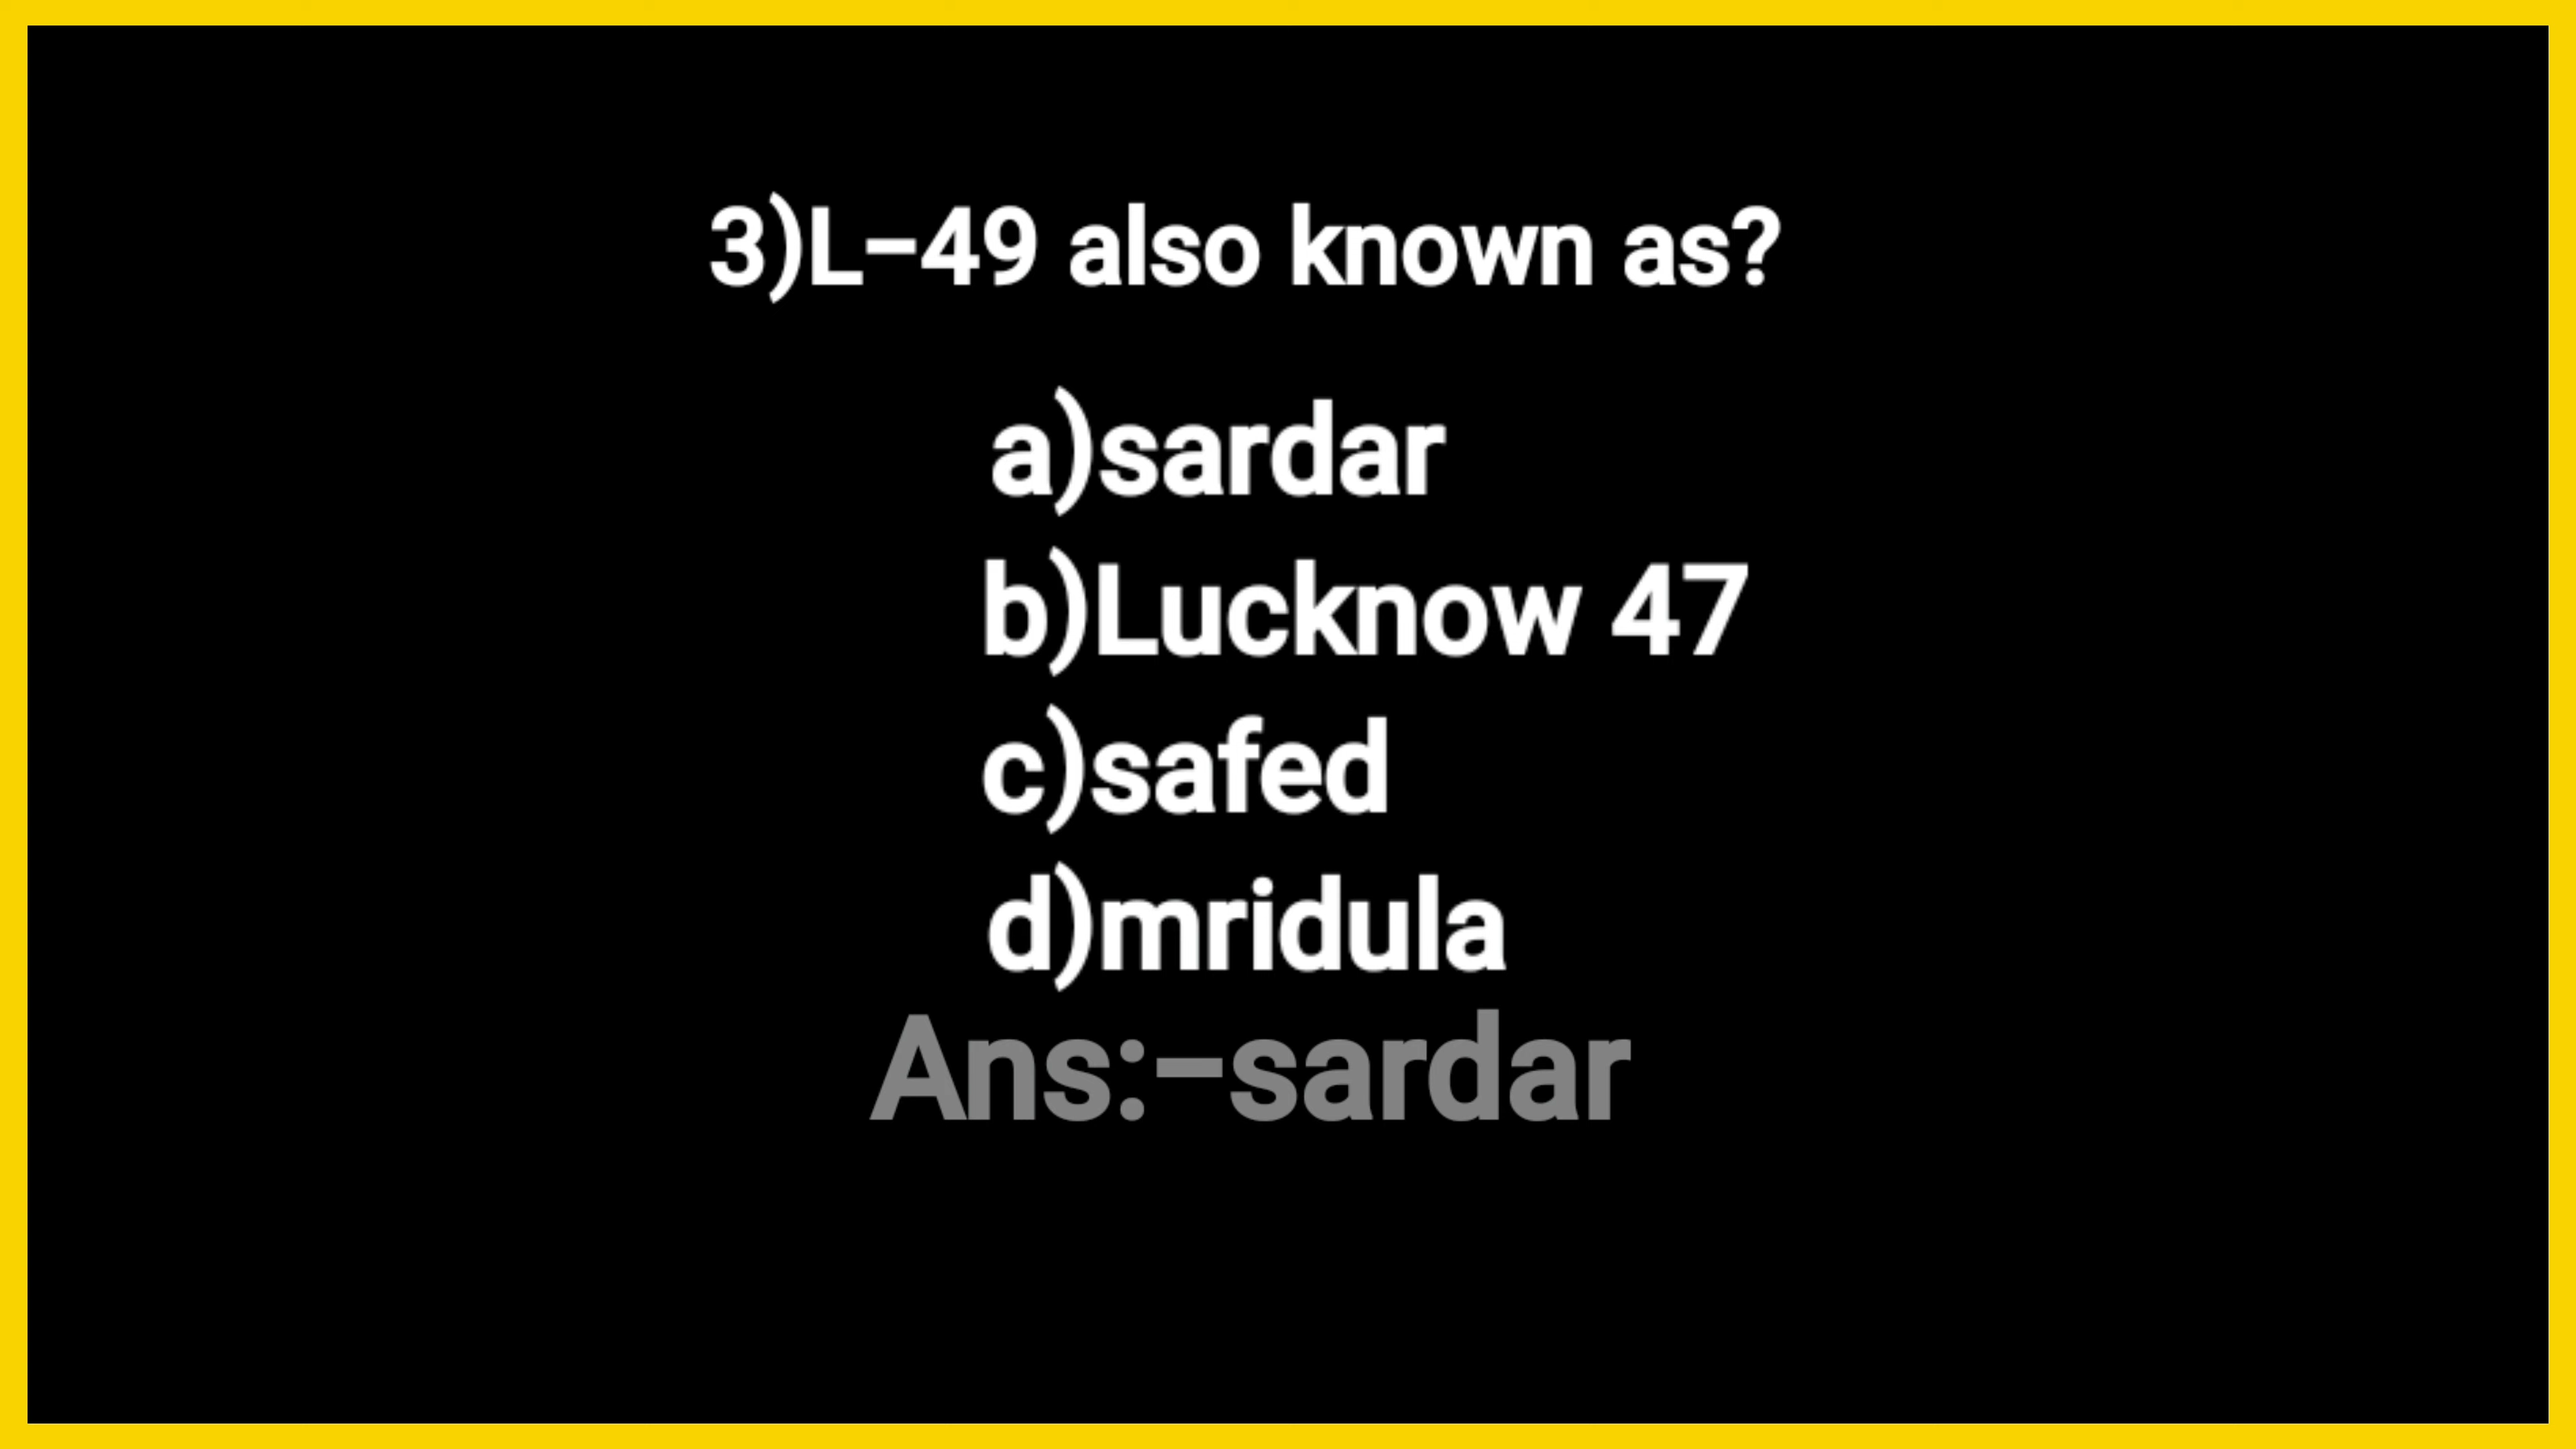 3)L-49 also known as?
a)sardar
b)Lucknow 47
c)safed
d)mridula
Ans:-sardar